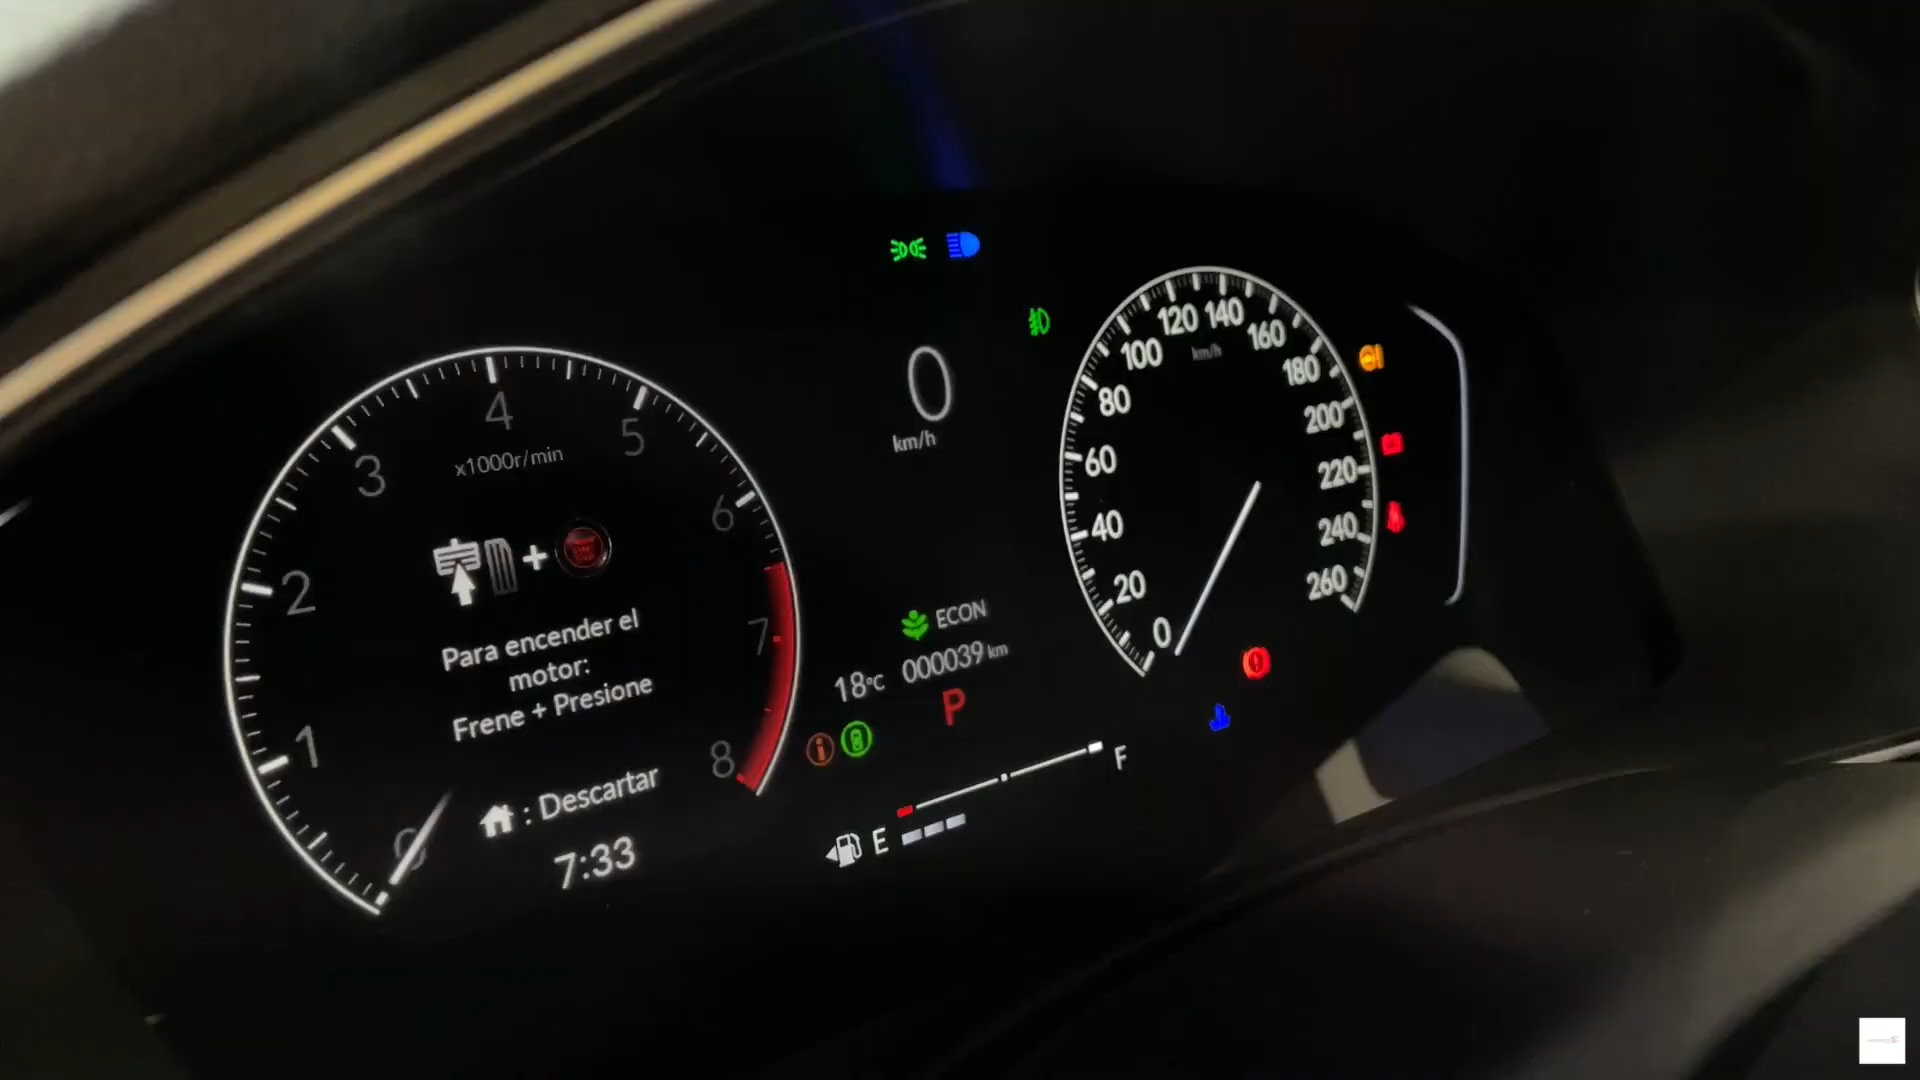 0
1
2
3
4
5
6
7
8
x1000r/min
Para encender el
motor:
Frene + Presione
: Descartar
7:33
0
km/h
ECON
18°C 000039 km
P
E
F
0
20
40
60
80
100
120
140
160
180
200
220
240
260
km/h